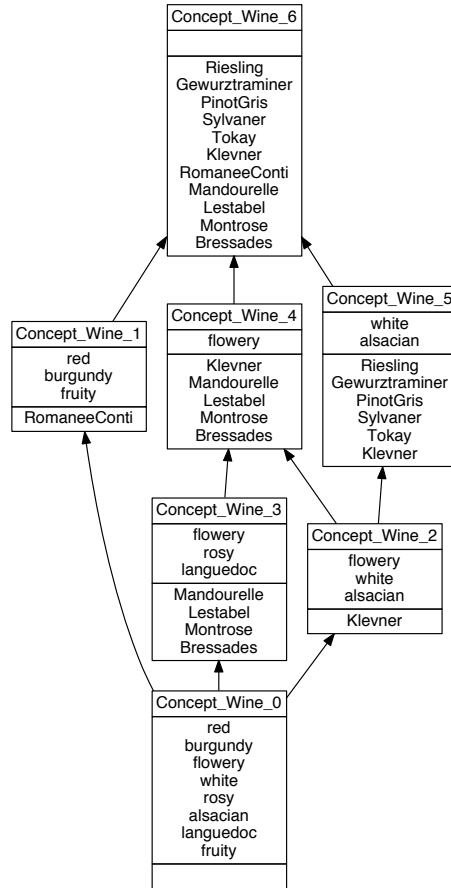 Concept_Wine_6
Riesling
Gewurztraminer
PinotGris
Sylvaner
Tokay
Klevner
RomaneeConti
Mandourelle
Lestabel
Montrose
Bressades
Concept_Wine_1
red
burgundy
fruity
RomaneeConti
Concept_Wine_4
flowery
Klevner
Mandourelle
Lestabel
Montrose
Bressades
Concept_Wine_5
white
alsacian
Riesling
Gewurztraminer
PinotGris
Sylvaner
Tokay
Klevner
Concept_Wine_3
flowery
rosy
languedoc
Mandourelle
Lestabel
Montrose
Bressades
Concept_Wine_2
flowery
white
alsacian
Klevner
Concept_Wine_0
red
burgundy
flowery
white
rosy
alsacian
languedoc
fruity